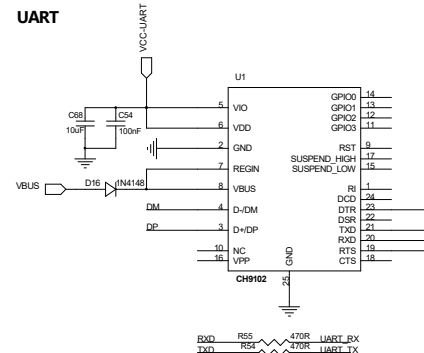 UART
VCC-UART
U1
5 VIO
6 VDD
2 GND
7 REGIN
8 VBUS
4 D-/DM
3 D+/DP
10 NC
16 VPP
GPIO0 14
GPIO1 13
GPIO2 12
GPIO3 11
RST 9
SUSPEND_HIGH 17
SUSPEND_LOW 15
RI 1
DCD 24
DTR 23
DSR 22
TXD 21
RXD 20
RTS 19
CTS 18
GND
25
CH9102
C68
10uF
C54
100nF
VBUS
D16 1N4148
DM
DP
RXD R55 470R UART_RX
TXD R54 470R UART_TX